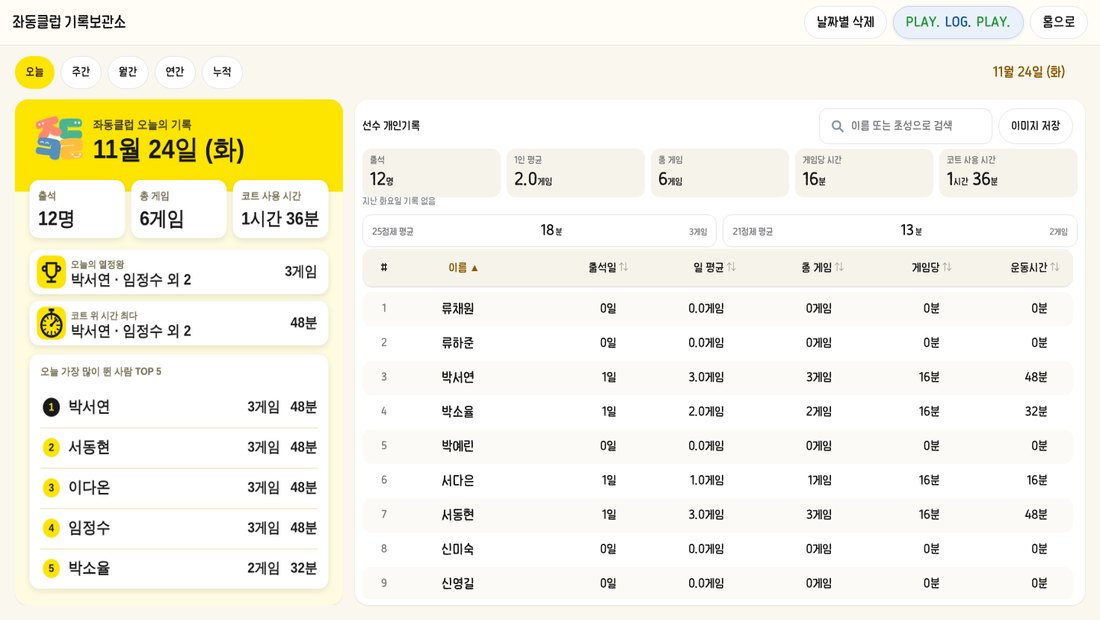 좌동클럽 기록보관소
날짜별 삭제
PLAY. LOG. PLAY.
홈으로
오늘
주간
월간
연간
누적
11월 24일 (화)
좌동클럽 오늘의 기록
11월 24일 (화)
출석
12명
총 게임
6게임
코트 사용 시간
1시간 36분
오늘의 열정왕
박서연 · 임정수 외 2
3게임
코트 위 시간 최다
박서연 · 임정수 외 2
48분
오늘 가장 많이 뛴 사람 TOP 5
1 박서연 3게임 48분
2 서동현 3게임 48분
3 이다온 3게임 48분
4 임정수 3게임 48분
5 박소율 2게임 32분
선수 개인기록
이름 또는 초성으로 검색
이미지 저장
출석
12명
1인 평균
2.0게임
총 게임
6게임
게임당 시간
16분
코트 사용 시간
1시간 36분
지난 화요일 기록 없음
25점제 평균 18분 3게임
21점제 평균 13분 2게임
# 이름 ▲ 출석일↑↓ 일 평균↑↓ 총 게임↑↓ 게임당↑↓ 운동시간↑↓
1 류채원 0일 0.0게임 0게임 0분 0분
2 류하준 0일 0.0게임 0게임 0분 0분
3 박서연 1일 3.0게임 3게임 16분 48분
4 박소율 1일 2.0게임 2게임 16분 32분
5 박예린 0일 0.0게임 0게임 0분 0분
6 서다은 1일 1.0게임 1게임 16분 16분
7 서동현 1일 3.0게임 3게임 16분 48분
8 신미숙 0일 0.0게임 0게임 0분 0분
9 신영길 0일 0.0게임 0게임 0분 0분